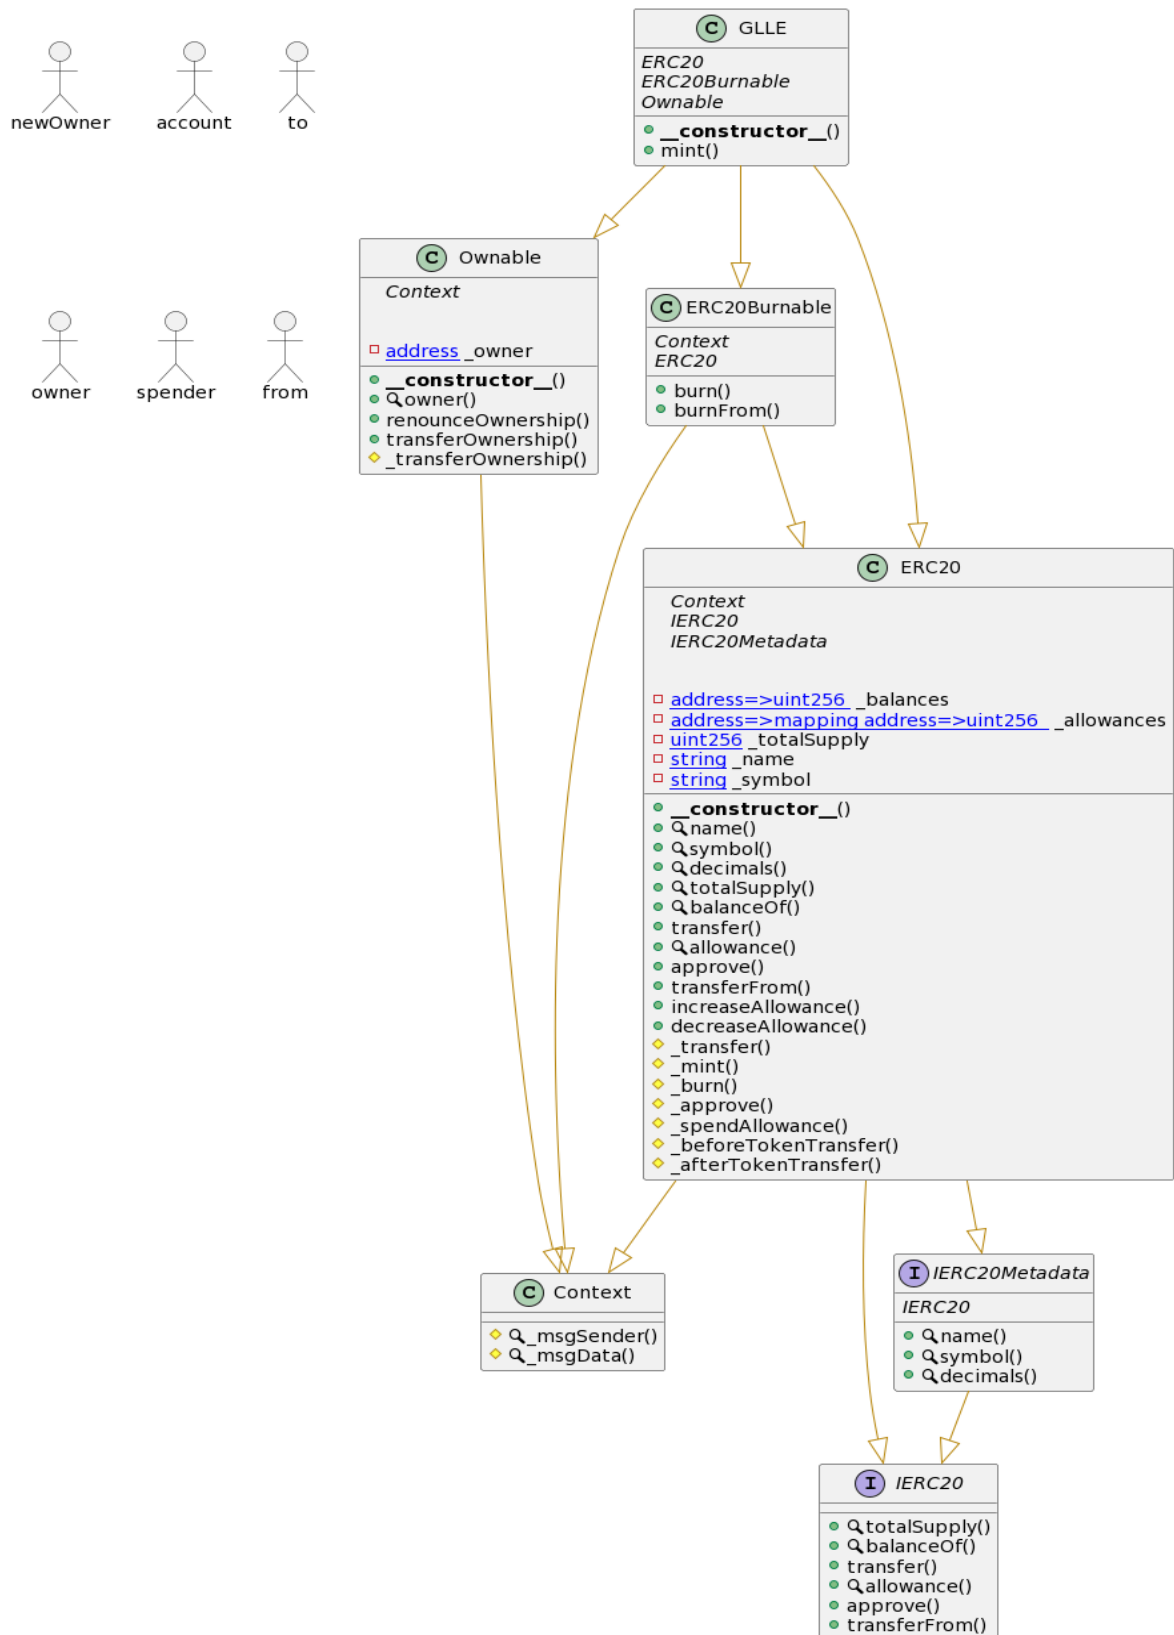 newOwner
account
to
owner
spender
from
C GLLE
ERC20
ERC20Burnable
Ownable
__constructor__()
mint()
C Ownable
Context
address _owner
__constructor__()
owner()
renounceOwnership()
transferOwnership()
_transferOwnership()
C ERC20Burnable
Context
ERC20
burn()
burnFrom()
C ERC20
Context
IERC20
IERC20Metadata
address=>uint256 _balances
address=>mapping address=>uint256 _allowances
uint256 _totalSupply
string _name
string _symbol
__constructor__()
name()
symbol()
decimals()
totalSupply()
balanceOf()
transfer()
allowance()
approve()
transferFrom()
increaseAllowance()
decreaseAllowance()
_transfer()
_mint()
_burn()
_approve()
_spendAllowance()
_beforeTokenTransfer()
_afterTokenTransfer()
C Context
_msgSender()
_msgData()
I IERC20Metadata
IERC20
name()
symbol()
decimals()
I IERC20
totalSupply()
balanceOf()
transfer()
allowance()
approve()
transferFrom()